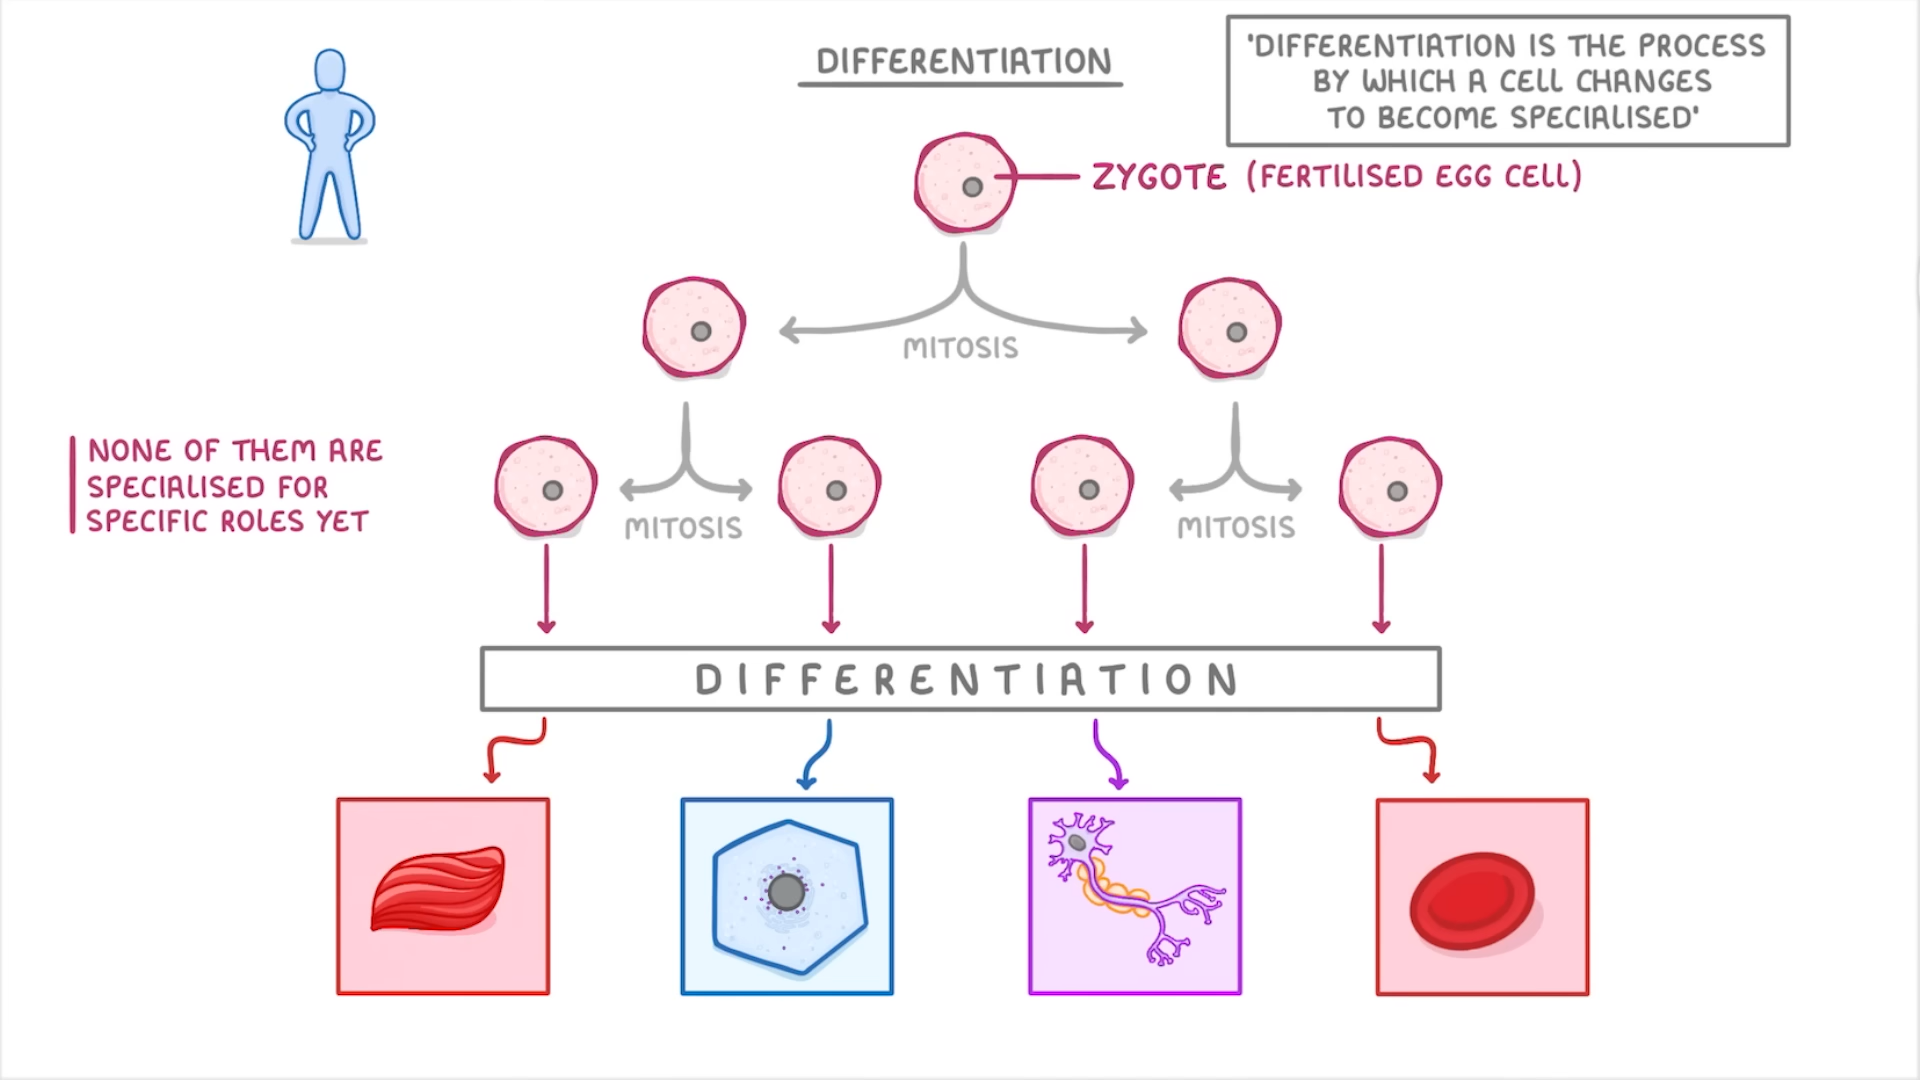 DIFFERENTIATION
'DIFFERENTIATION IS THE PROCESS
BY WHICH A CELL CHANGES
TO BECOME SPECIALISED'
ZYGOTE (FERTILISED EGG CELL)
MITOSIS
NONE OF THEM ARE
SPECIALISED FOR
SPECIFIC ROLES YET
MITOSIS
MITOSIS
DIFFERENTIATION